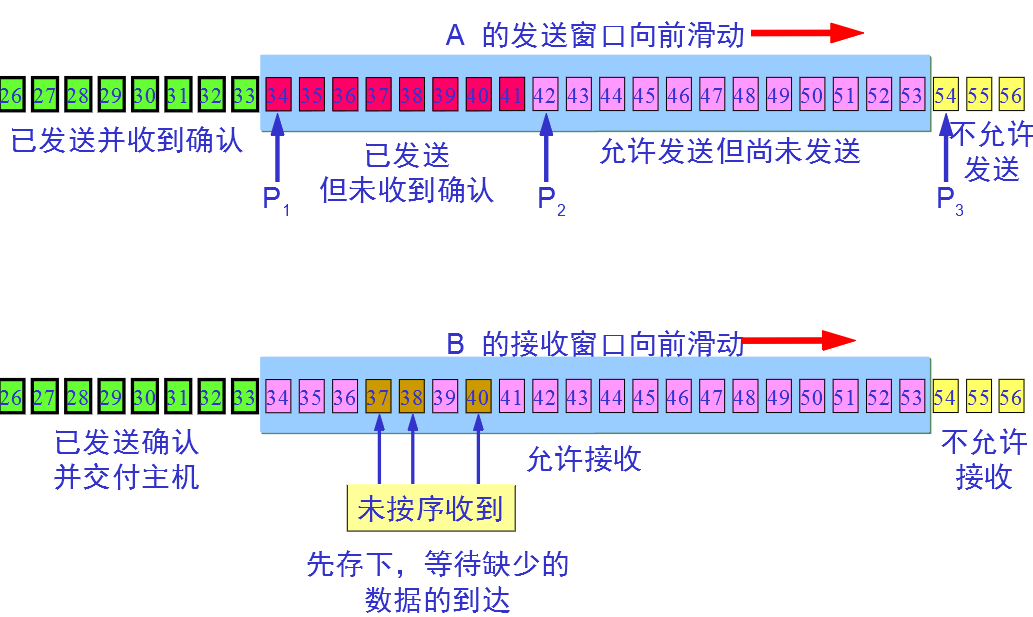 A 的发送窗口向前滑动
26 27 28 29 30 31 32 33 34 35 36 37 38 39 40 41 42 43 44 45 46 47 48 49 50 51 52 53 54 55 56
已发送并收到确认
已发送
但未收到确认
允许发送但尚未发送
不允许
发送
P1
P2
P3
B 的接收窗口向前滑动
26 27 28 29 30 31 32 33 34 35 36 37 38 39 40 41 42 43 44 45 46 47 48 49 50 51 52 53 54 55 56
已发送确认
并交付主机
允许接收
不允许
接收
未按序收到
先存下，等待缺少的
数据的到达